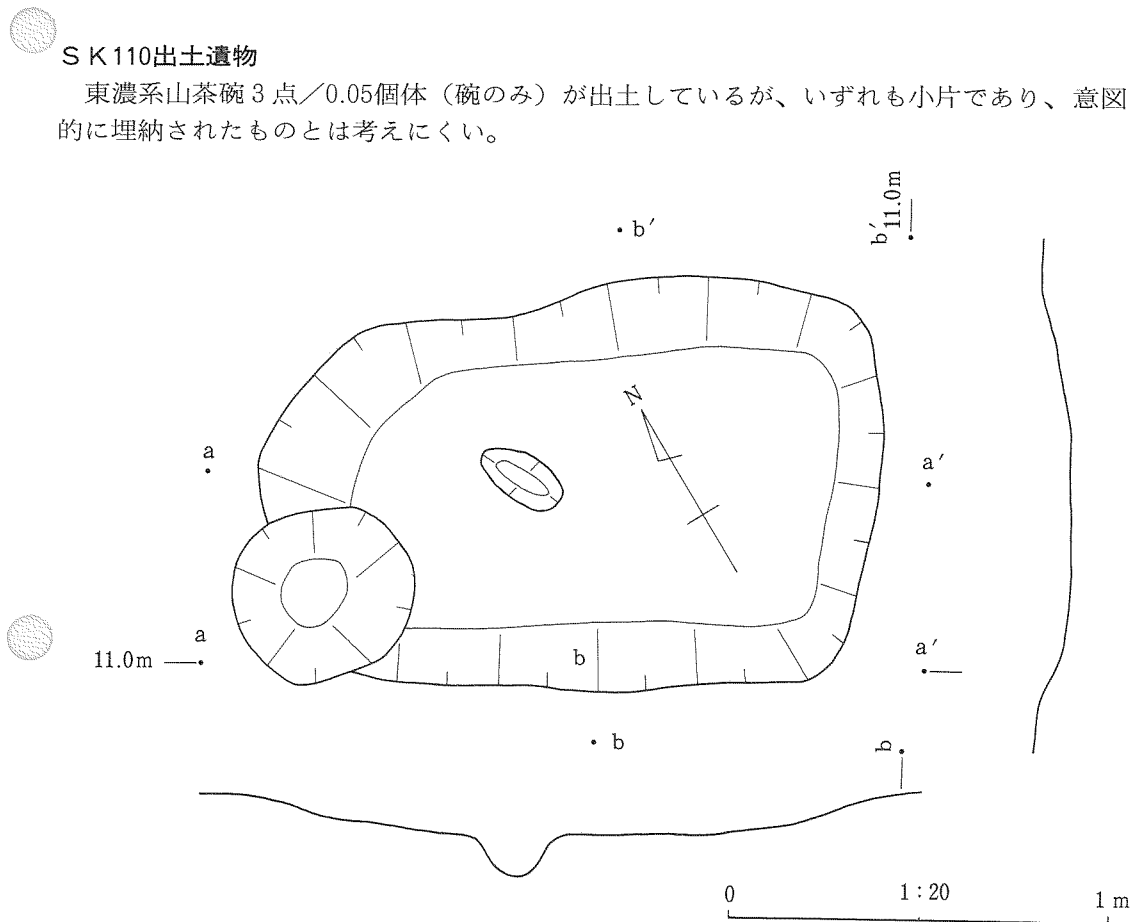 ＳＫ110出土遺物
東濃系山茶碗３点／0.05個体（碗のみ）が出土しているが、いずれも小片であり、意図
的に埋納されたものとは考えにくい。
b′
b′
11.0m
N
a
a′
a
11.0m
b
a′
b
b
0
1：20
1 m